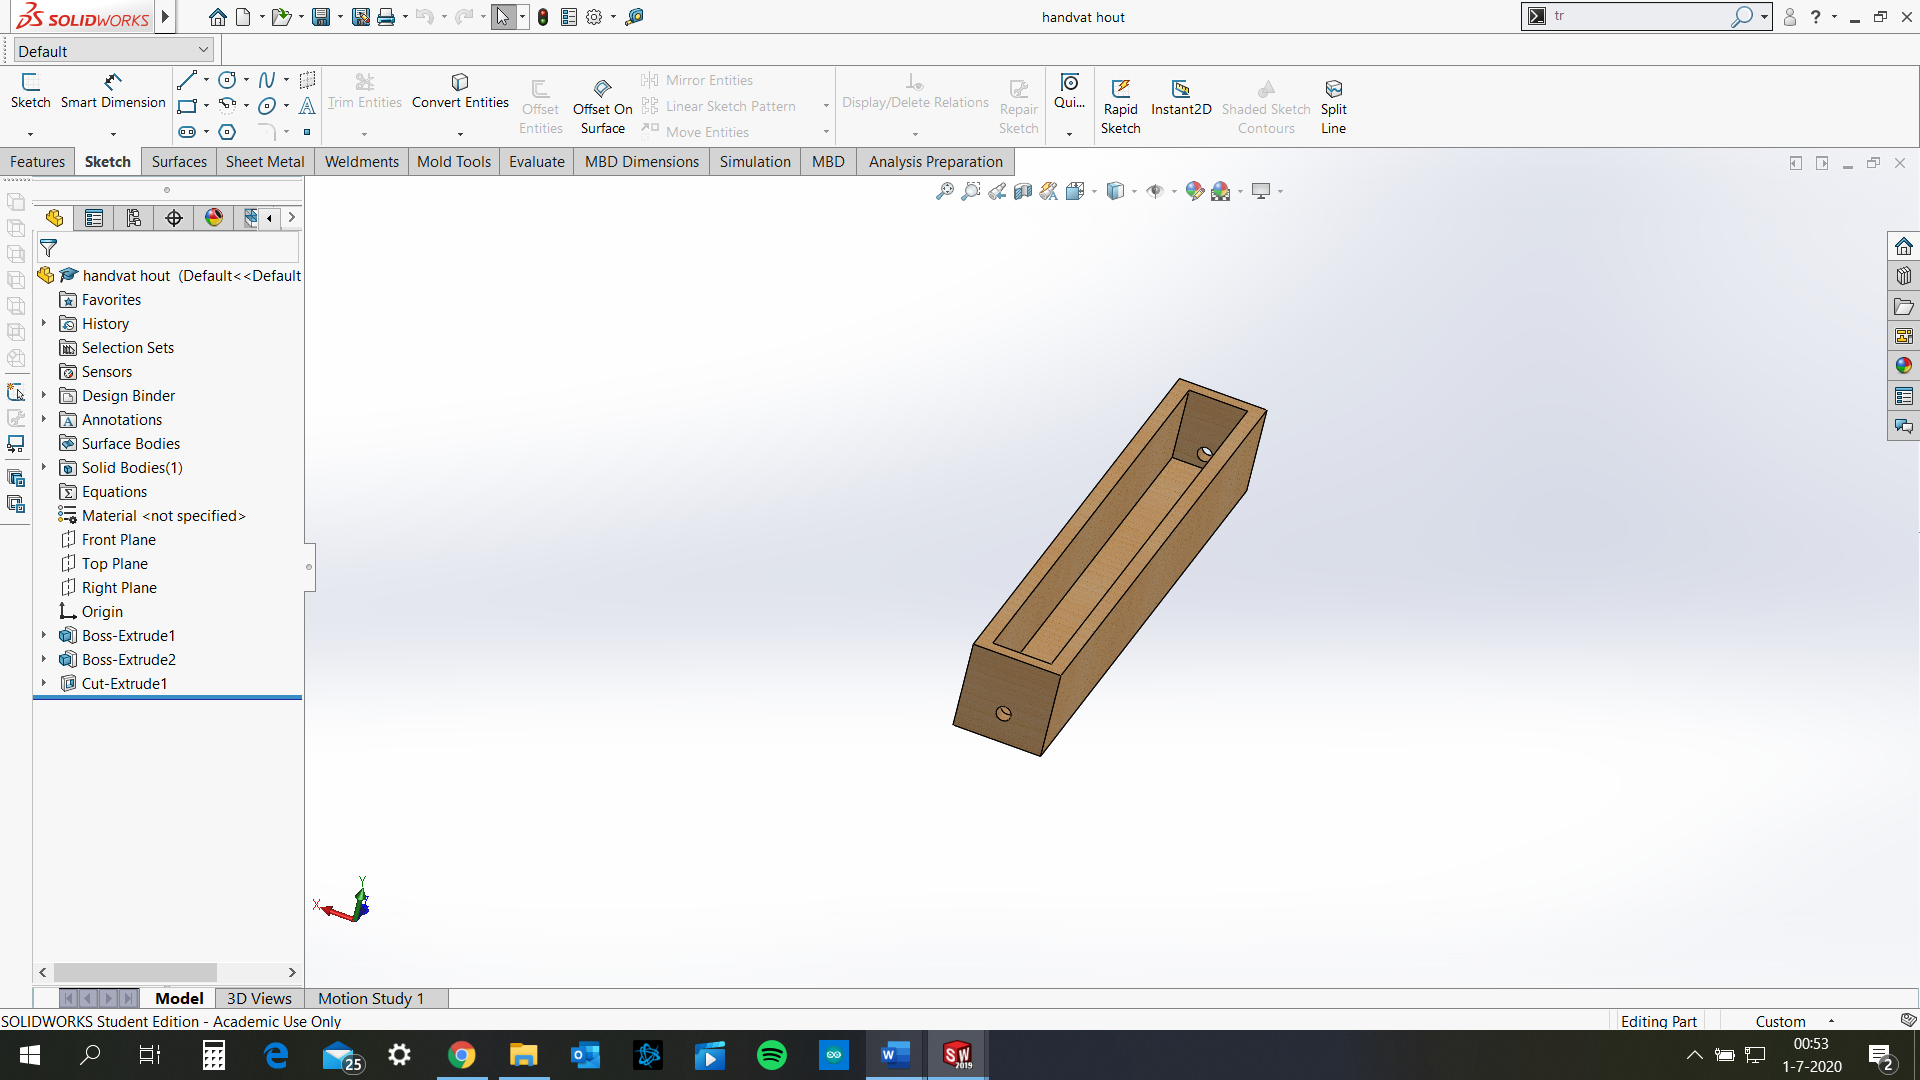 SOLIDWORKS
handvat hout
tr
Default
Sketch
Smart Dimension
Trim Entities
Convert Entities
Offset Entities
Offset On Surface
Mirror Entities
Linear Sketch Pattern
Move Entities
Display/Delete Relations
Repair Sketch
Qui...
Rapid Sketch
Instant2D
Shaded Sketch Contours
Split Line
Features
Sketch
Surfaces
Sheet Metal
Weldments
Mold Tools
Evaluate
MBD Dimensions
Simulation
MBD
Analysis Preparation
handvat hout (Default<<Default
Favorites
History
Selection Sets
Sensors
Design Binder
Annotations
Surface Bodies
Solid Bodies(1)
Equations
Material <not specified>
Front Plane
Top Plane
Right Plane
Origin
Boss-Extrude1
Boss-Extrude2
Cut-Extrude1
Y
X
Z
Model
3D Views
Motion Study 1
SOLIDWORKS Student Edition - Academic Use Only
Editing Part
Custom
25
SW
2019
00:53
1-7-2020
2